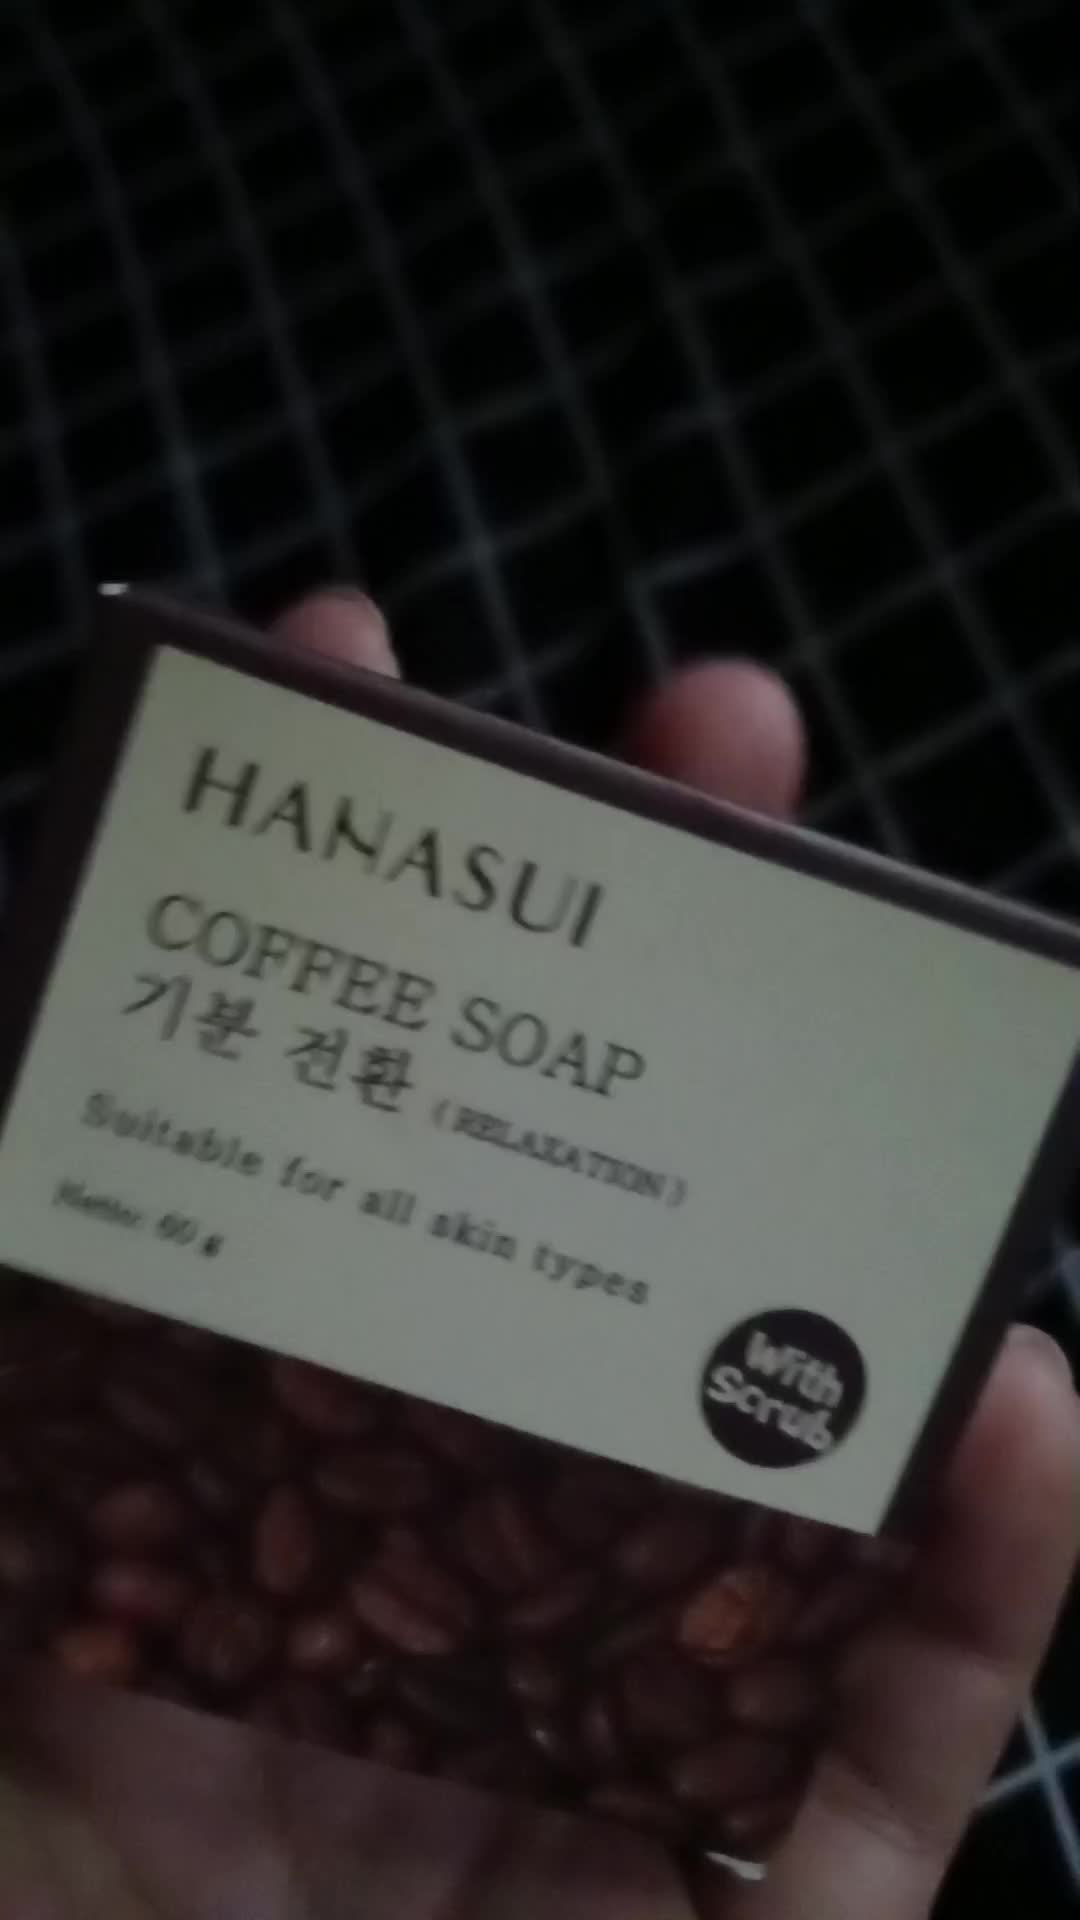 HANASUI
COFFEE SOAP
기분 전환 (RELAXATION)
Suitable for all skin types
Netto: 60 g
With
Scrub